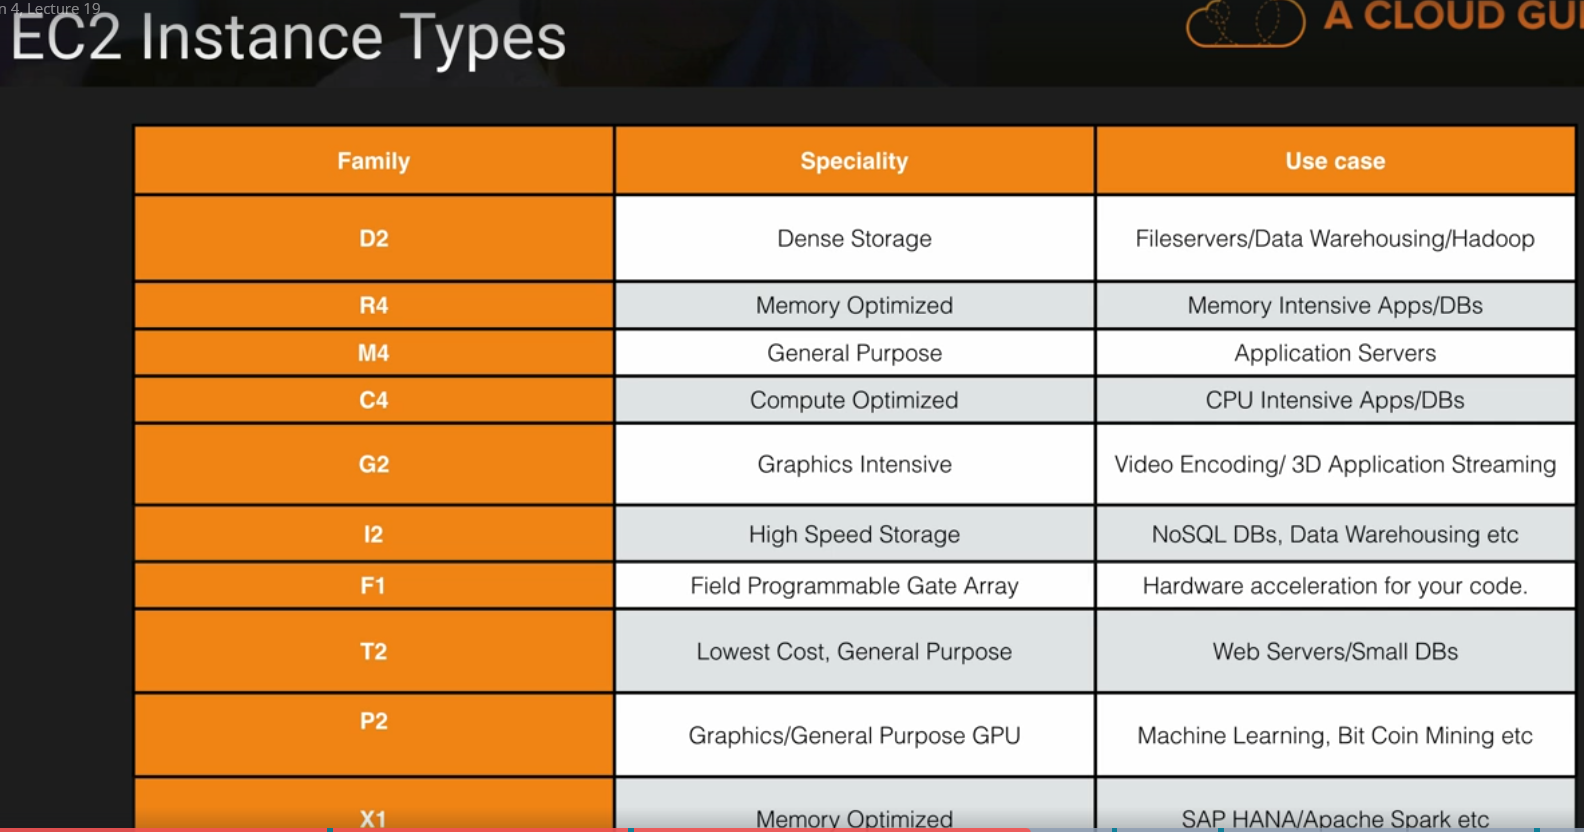 n 4, Lecture 19
EC2 Instance Types
A CLOUD GU
Family Speciality Use case
D2 Dense Storage Fileservers/Data Warehousing/Hadoop
R4 Memory Optimized Memory Intensive Apps/DBs
M4 General Purpose Application Servers
C4 Compute Optimized CPU Intensive Apps/DBs
G2 Graphics Intensive Video Encoding/ 3D Application Streaming
I2 High Speed Storage NoSQL DBs, Data Warehousing etc
F1 Field Programmable Gate Array Hardware acceleration for your code.
T2 Lowest Cost, General Purpose Web Servers/Small DBs
P2 Graphics/General Purpose GPU Machine Learning, Bit Coin Mining etc
X1 Memory Optimized SAP HANA/Apache Spark etc